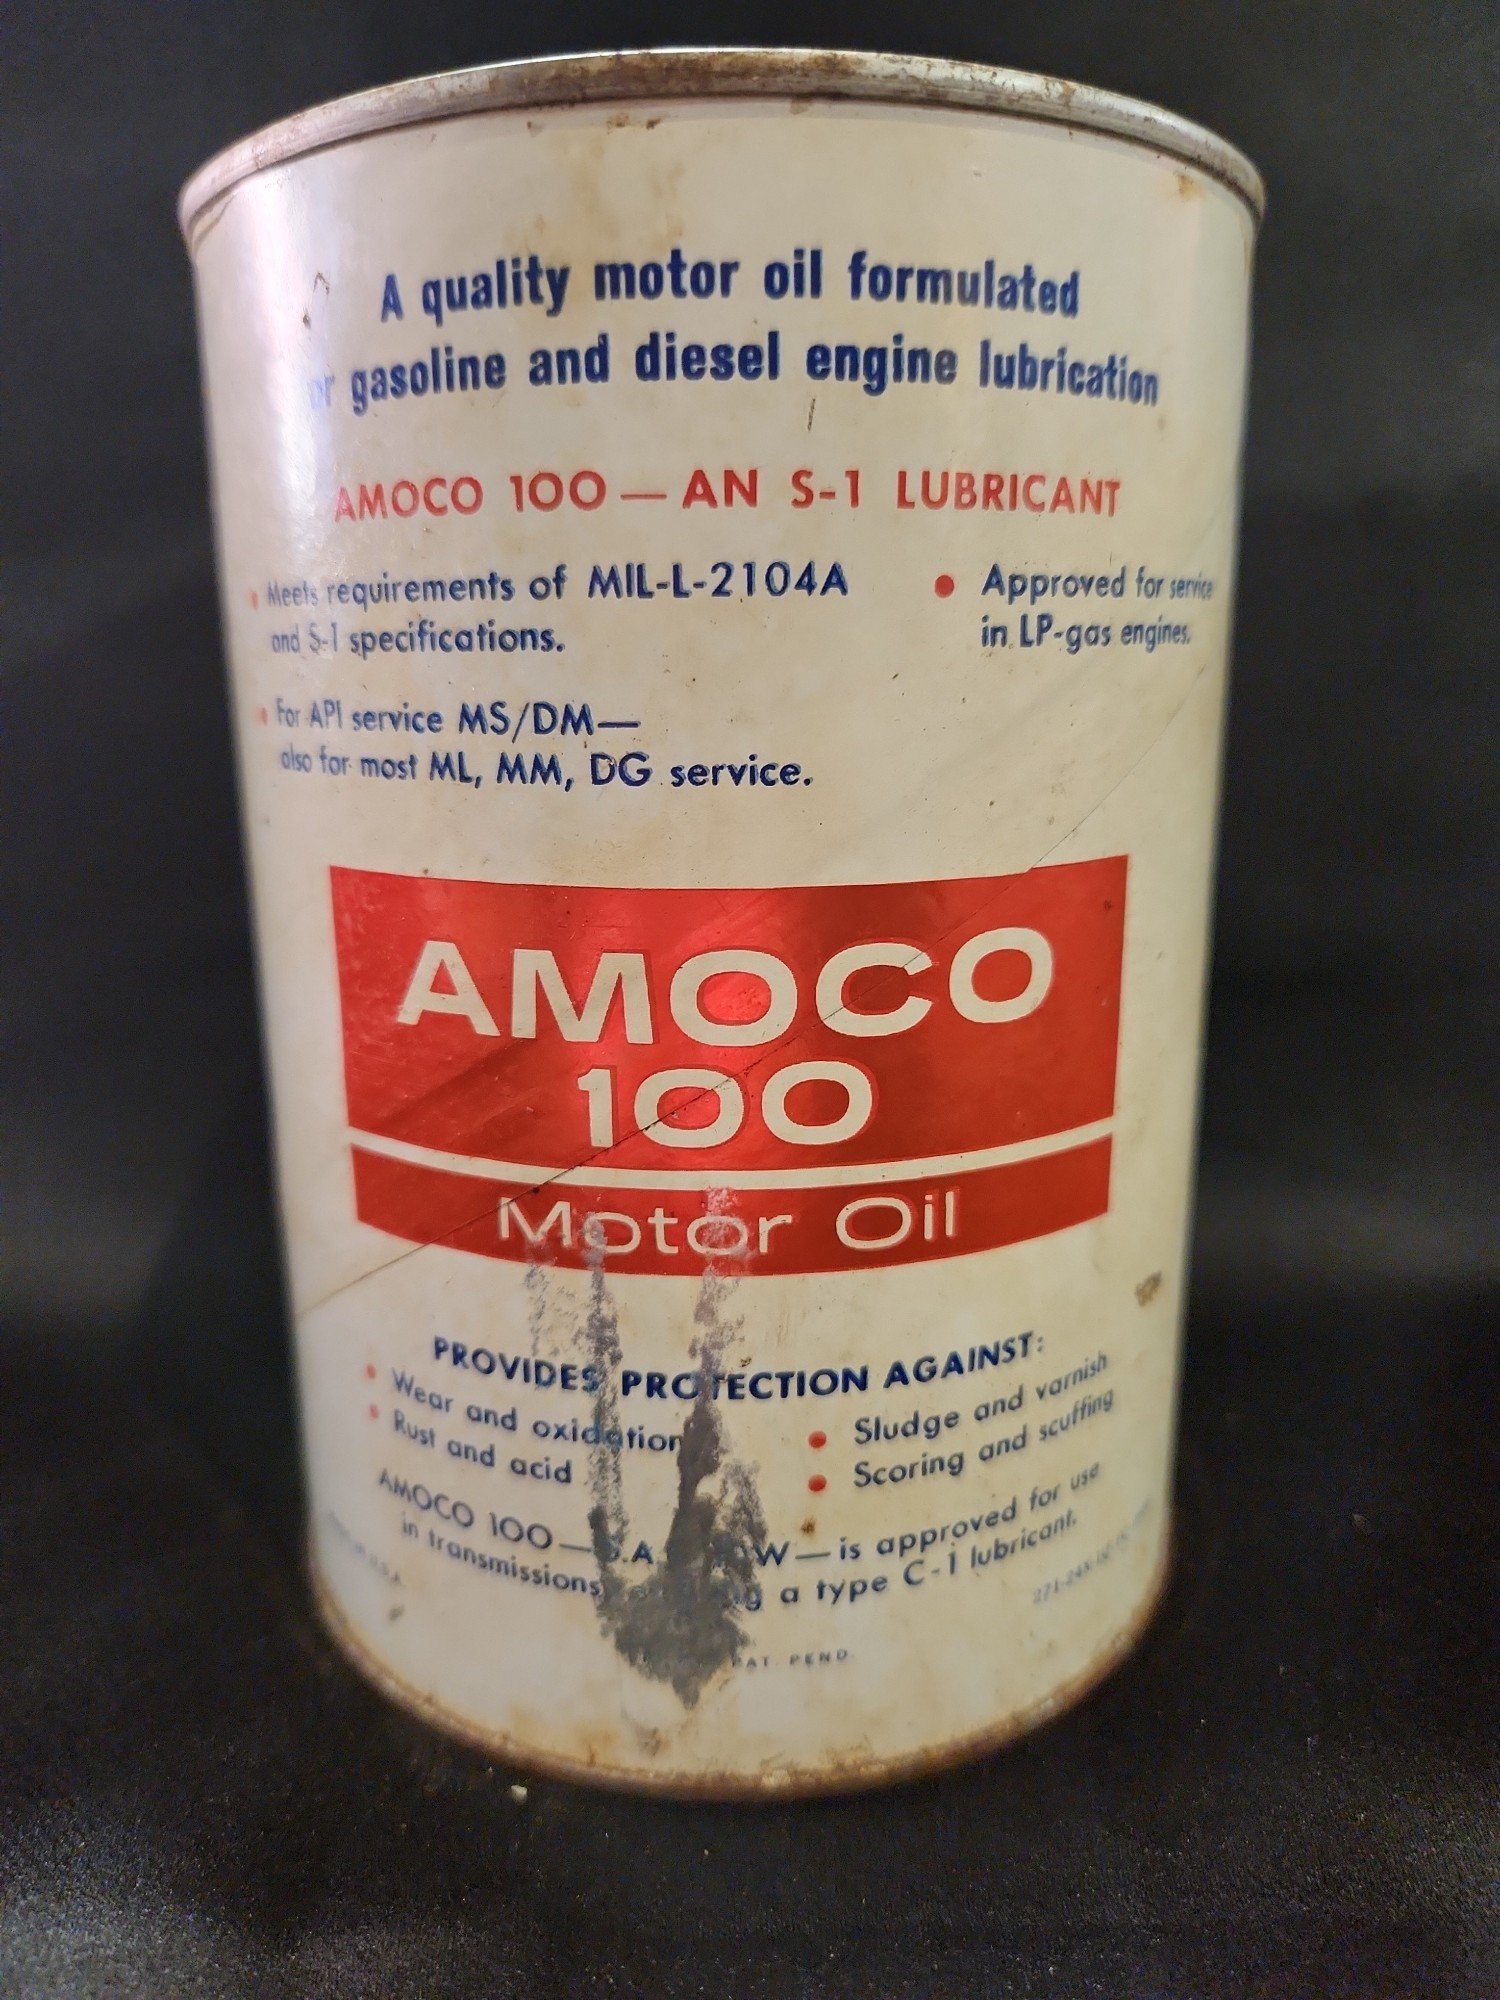 A quality motor oil formulated
gasoline and diesel engine lubrication
AMOCO 100 — AN S-1 LUBRICANT
• Meets requirements of MIL-L-2104A
and S-1 specifications.
• For API service MS/DM—
also for most ML, MM, DG service.
• Approved for service
in LP-gas engines.
AMOCO
100
Motor Oil
PROVIDES PROTECTION AGAINST:
• Wear and oxidation
• Rust and acid
• Sludge and varnish
• Scoring and scuffing
AMOCO 100 — W — is approved for use
in transmissions a type C-1 lubricant.
PAT. PEND.